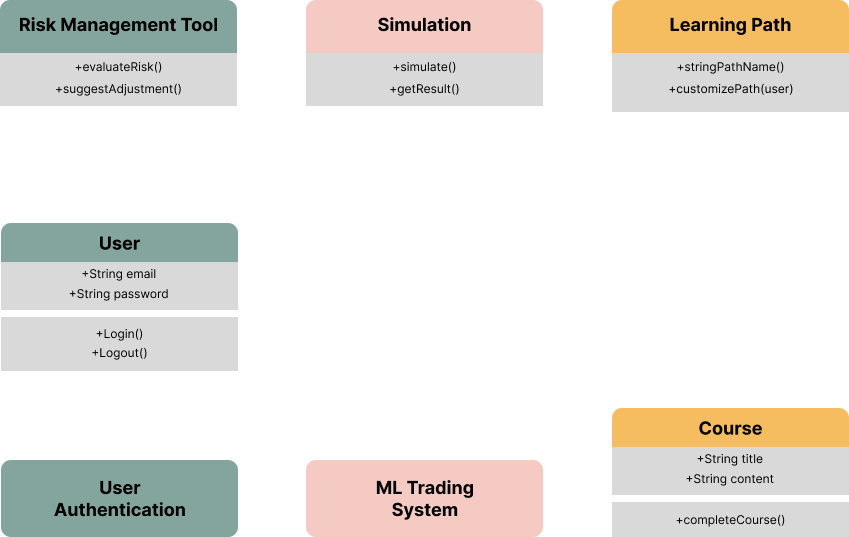 Risk Management Tool
+evaluateRisk()
+suggestAdjustment()
Simulation
+simulate()
+getResult()
Learning Path
+stringPathName()
+customizePath(user)
User
+String email
+String password
+Login()
+Logout()
User
Authentication
ML Trading
System
Course
+String title
+String content
+completeCourse()